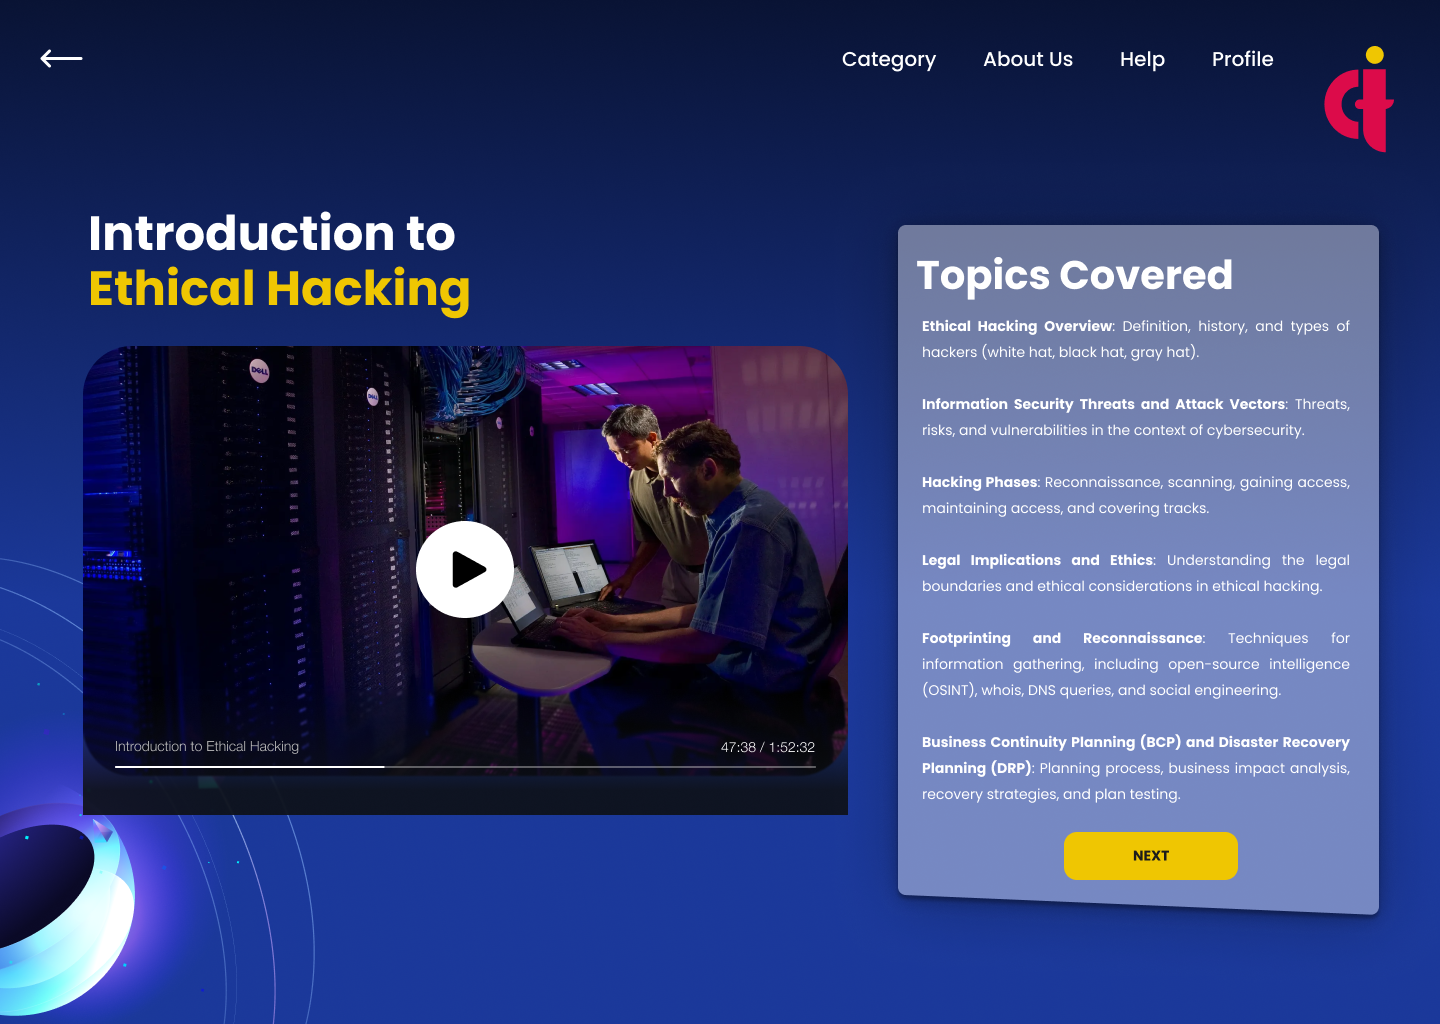 Category About Us Help Profile
Introduction to
Ethical Hacking
DELL
DELL
Introduction to Ethical Hacking
47:38 / 1:52:32
Topics Covered
Ethical Hacking Overview: Definition, history, and types of
hackers (white hat, black hat, gray hat).
Information Security Threats and Attack Vectors: Threats,
risks, and vulnerabilities in the context of cybersecurity.
Hacking Phases: Reconnaissance, scanning, gaining access,
maintaining access, and covering tracks.
Legal Implications and Ethics: Understanding the legal
boundaries and ethical considerations in ethical hacking.
Footprinting and Reconnaissance: Techniques for
information gathering, including open-source intelligence
(OSINT), whois, DNS queries, and social engineering.
Business Continuity Planning (BCP) and Disaster Recovery
Planning (DRP): Planning process, business impact analysis,
recovery strategies, and plan testing.
NEXT